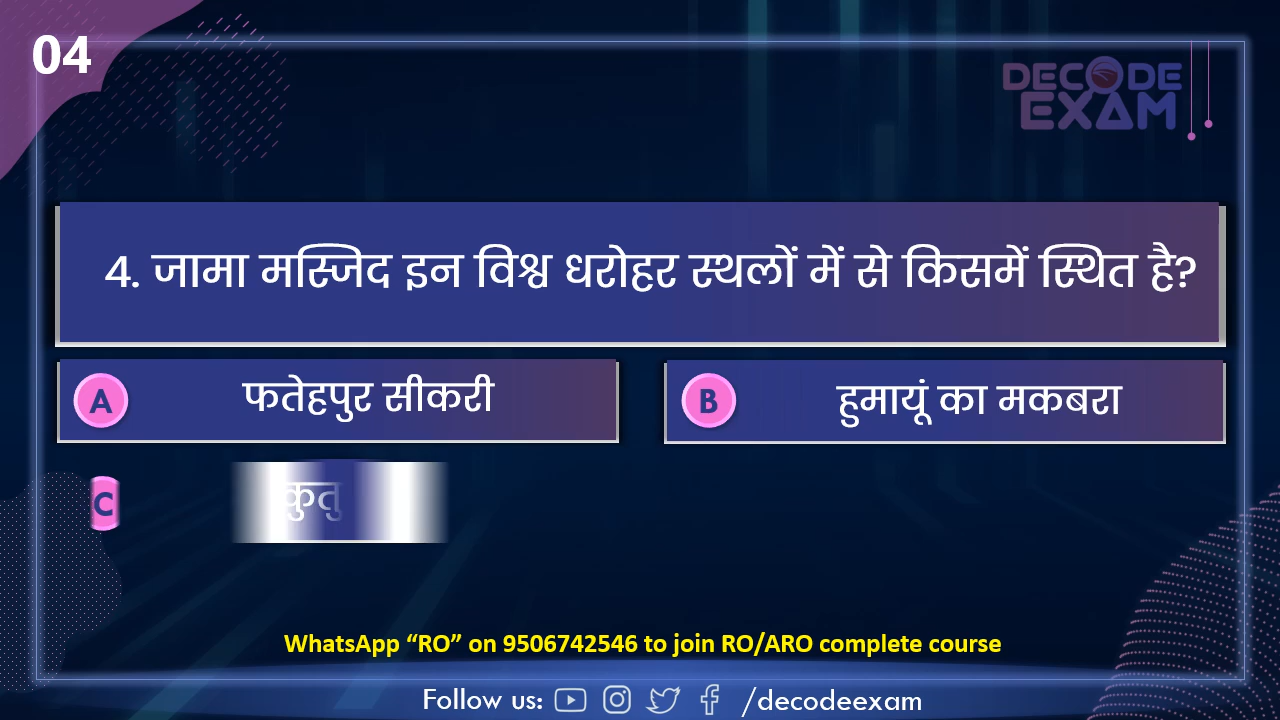 04
DECODE
EXAM
4. जामा मस्जिद इन विश्व धरोहर स्थलों में से किसमें स्थित है?
A फतेहपुर सीकरी
B हुमायूं का मकबरा
C कुतु
WhatsApp “RO” on 9506742546 to join RO/ARO complete course
Follow us: /decodeexam